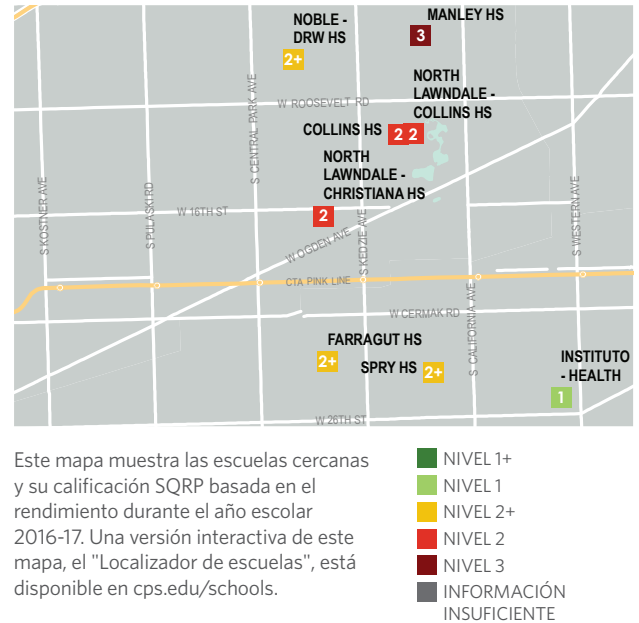 NOBLE -
DRW HS
2+
MANLEY HS
3
W ROOSEVELT RD
NORTH
LAWNDALE -
COLLINS HS
COLLINS HS
2 2
NORTH
LAWNDALE -
CHRISTIANA HS
2
S KOSTNER AVE
S PULASKI RD
S CENTRAL PARK AVE
S KEDZIE AVE
S CALIFORNIA AVE
S WESTERN AVE
W 16TH ST
W OGDEN AVE
CTA PINK LINE
W CERMAK RD
FARRAGUT HS
2+
SPRY HS
2+
INSTITUTO
- HEALTH
1
W 26TH ST
Este mapa muestra las escuelas cercanas
y su calificación SQRP basada en el
rendimiento durante el año escolar
2016-17. Una versión interactiva de este
mapa, el "Localizador de escuelas", está
disponible en cps.edu/schools.
NIVEL 1+
NIVEL 1
NIVEL 2+
NIVEL 2
NIVEL 3
INFORMACIÓN
INSUFICIENTE